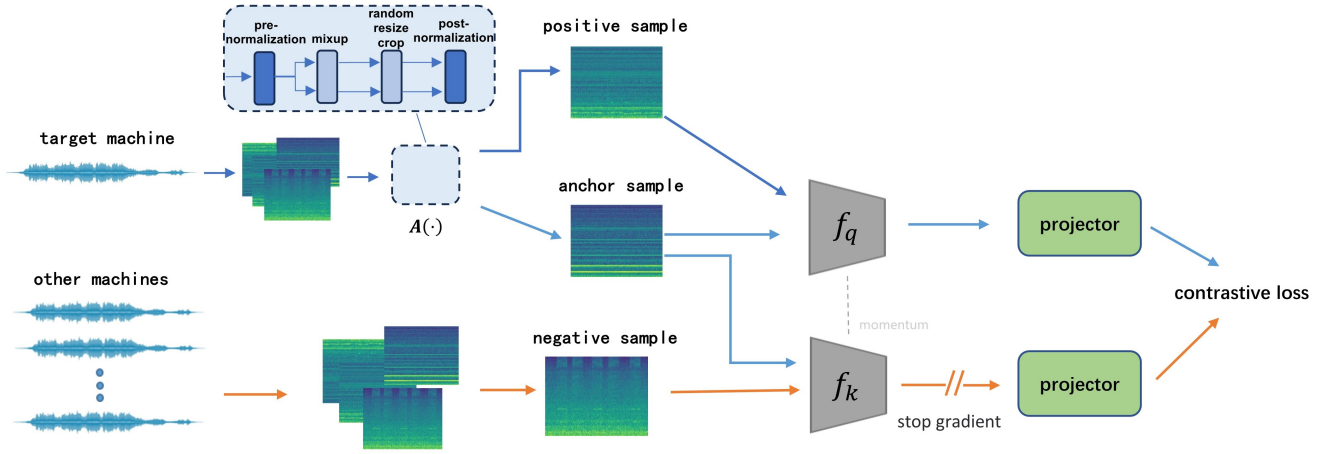 pre-
normalization
mixup
random
resize
crop
post-
normalization
positive sample
target machine
anchor sample
A(·)
f_q
projector
other machines
contrastive loss
momentum
negative sample
f_k
projector
stop gradient